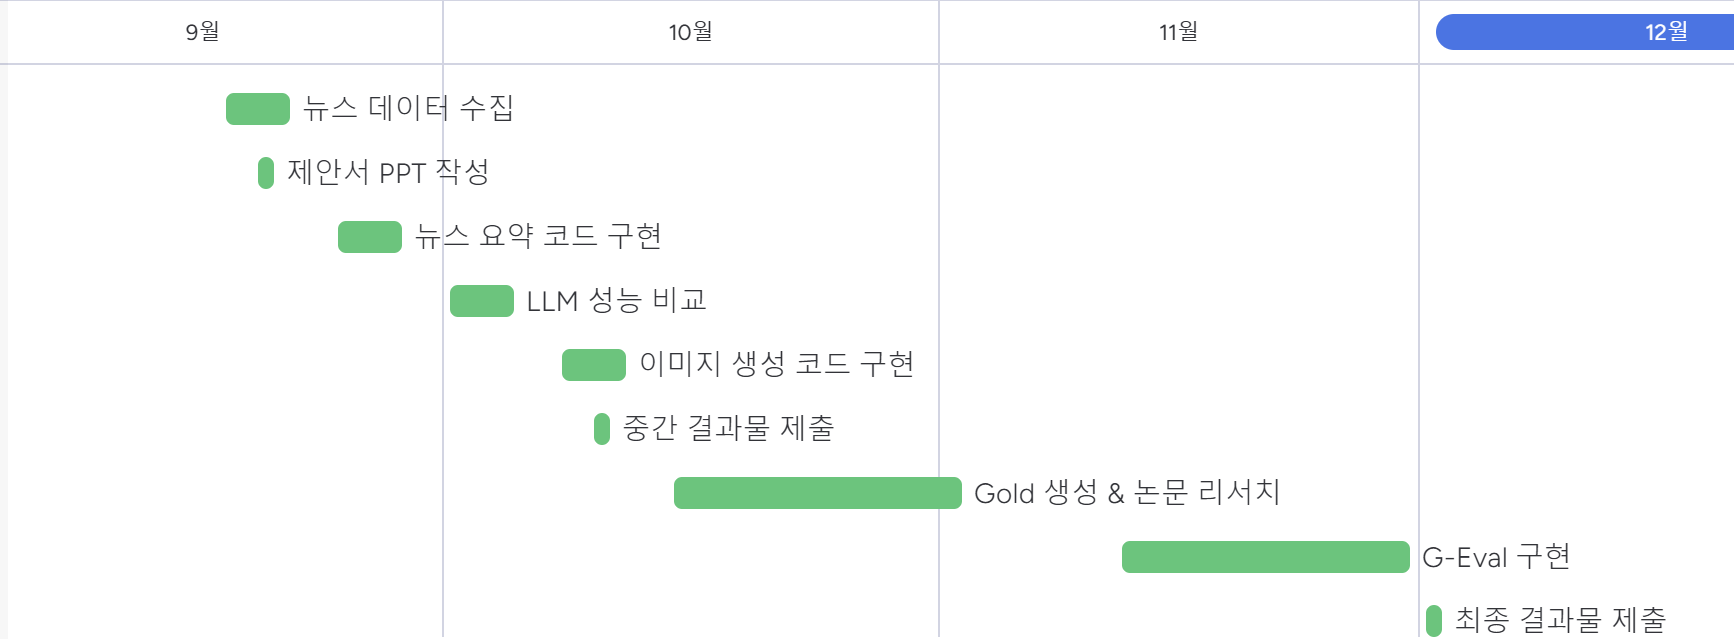 9월
10월
11월
12월
뉴스 데이터 수집
제안서 PPT 작성
뉴스 요약 코드 구현
LLM 성능 비교
이미지 생성 코드 구현
중간 결과물 제출
Gold 생성 & 논문 리서치
G-Eval 구현
최종 결과물 제출